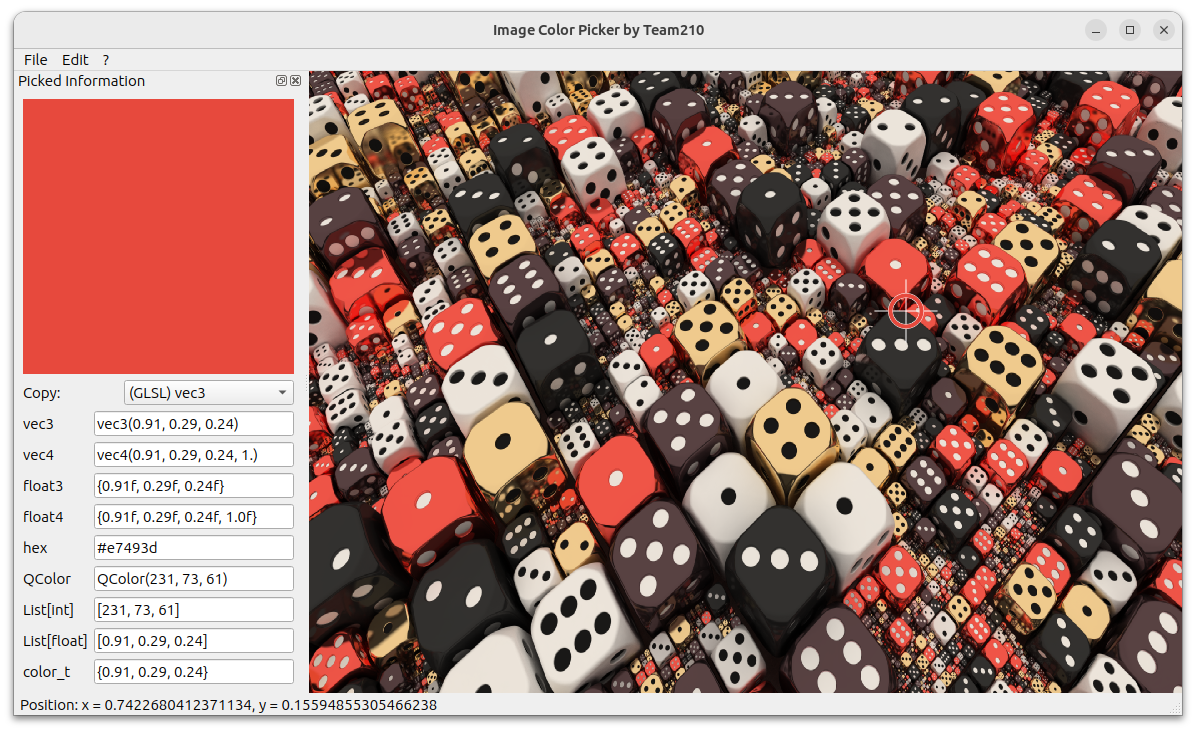 Image Color Picker by Team210
File Edit ?
Picked Information
Copy: (GLSL) vec3
vec3 vec3(0.91, 0.29, 0.24)
vec4 vec4(0.91, 0.29, 0.24, 1.)
float3 {0.91f, 0.29f, 0.24f}
float4 {0.91f, 0.29f, 0.24f, 1.0f}
hex #e7493d
QColor QColor(231, 73, 61)
List[int] [231, 73, 61]
List[float] [0.91, 0.29, 0.24]
color_t {0.91, 0.29, 0.24}
Position: x = 0.7422680412371134, y = 0.15594855305466238